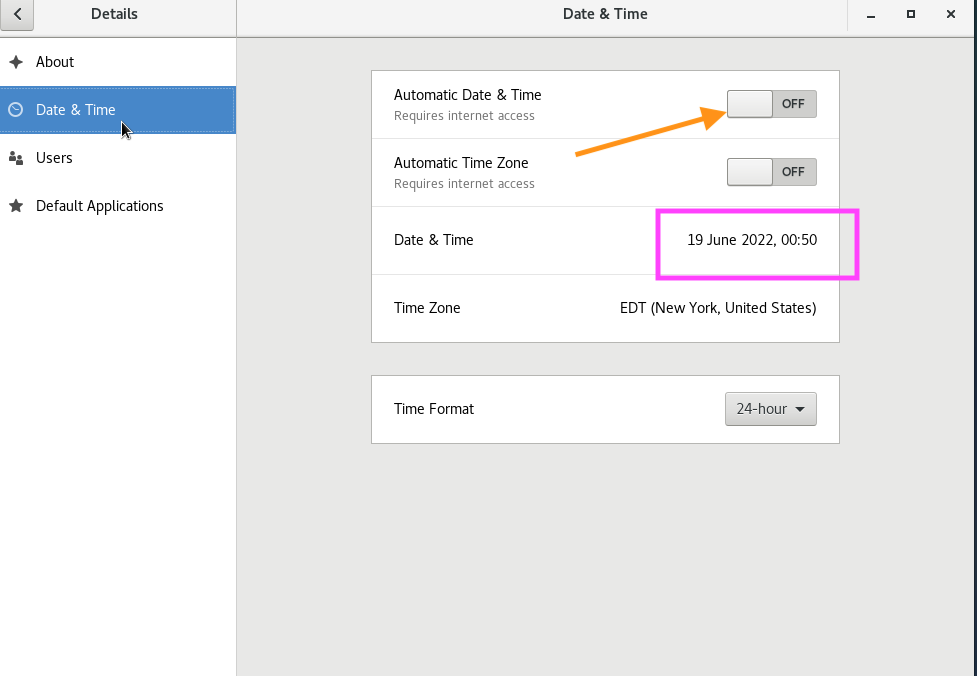 Details
Date & Time
About
Date & Time
Users
Default Applications
Automatic Date & Time
Requires internet access
OFF
Automatic Time Zone
Requires internet access
OFF
Date & Time
19 June 2022, 00:50
Time Zone
EDT (New York, United States)
Time Format
24-hour